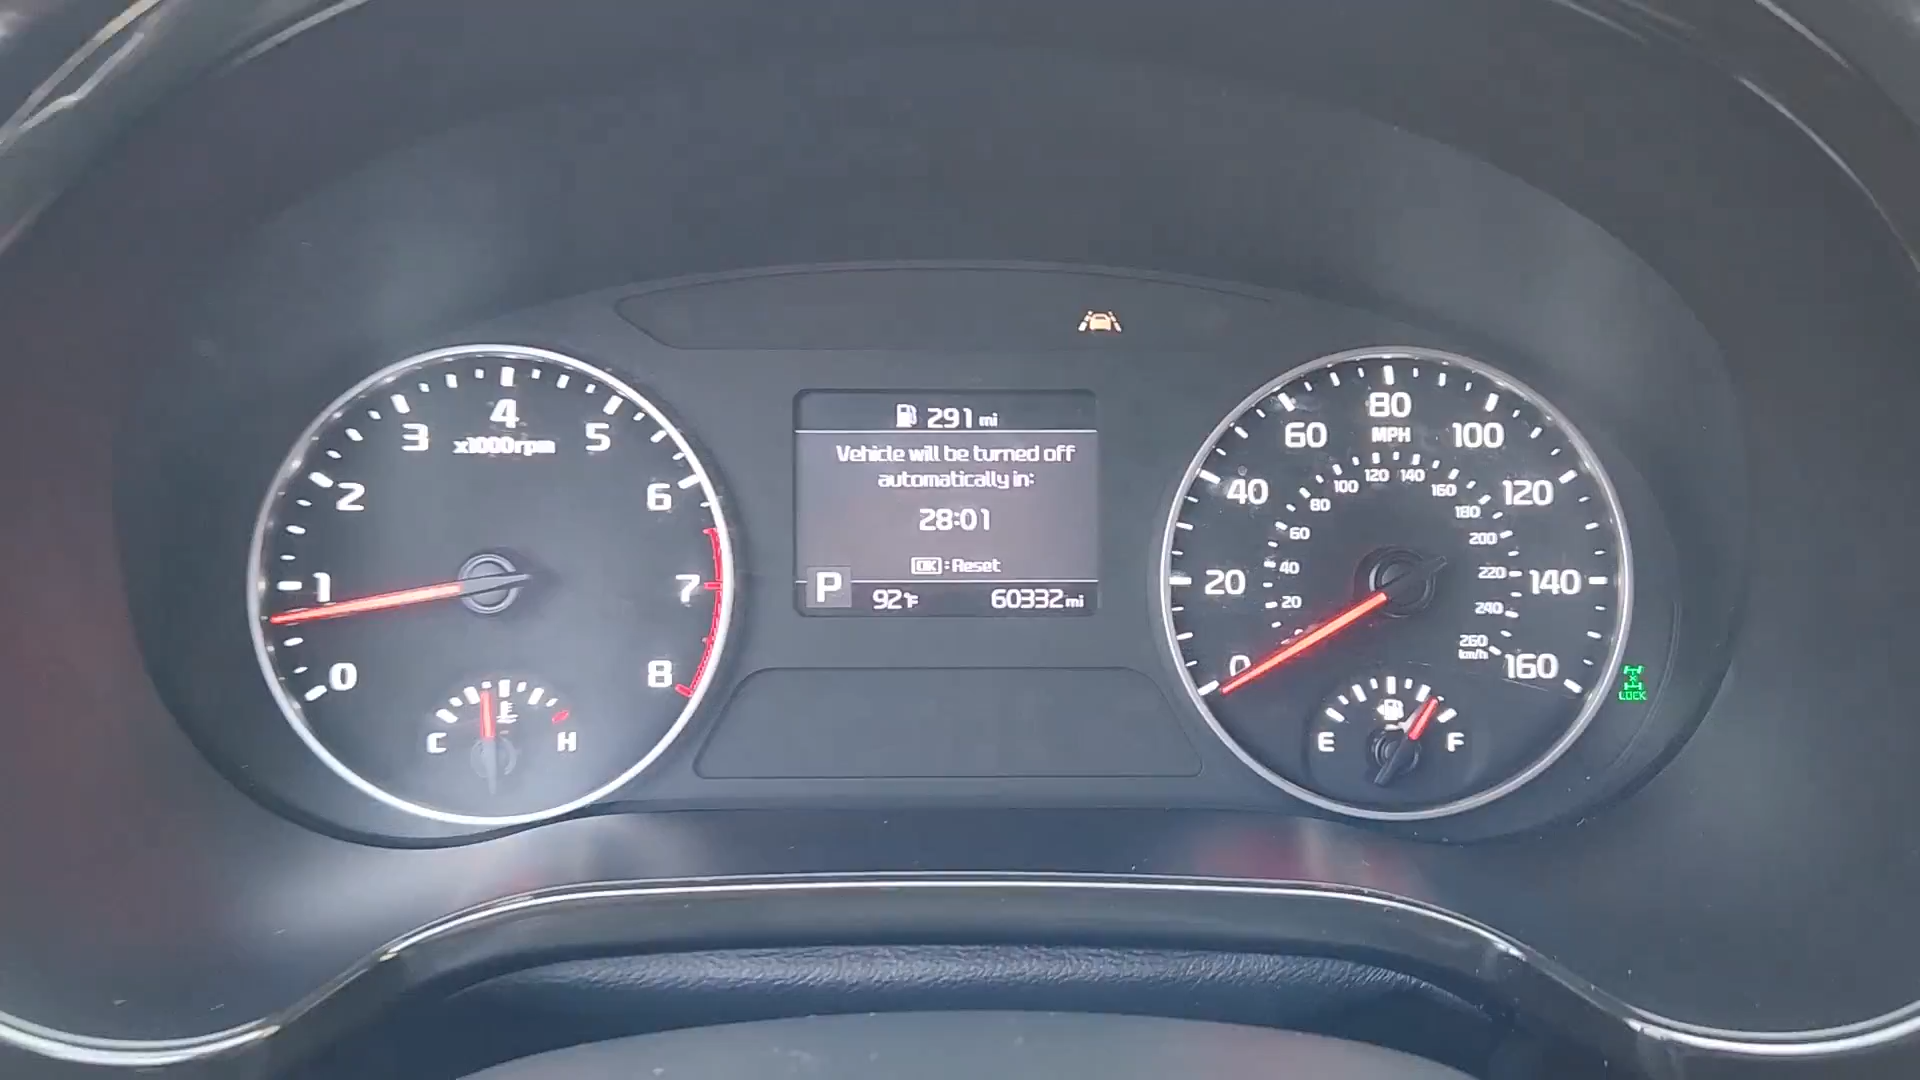 291 mi
Vehicle will be turned off
automatically in:
28:01
OK : Reset
P
92°F
60332 mi
0
1
2
3
4
5
6
7
8
x1000rpm
C
H
0
20
40
60
80
100
120
140
160
MPH
20
40
60
80
100
120
140
160
180
200
220
240
260
km/h
E
F
LOCK